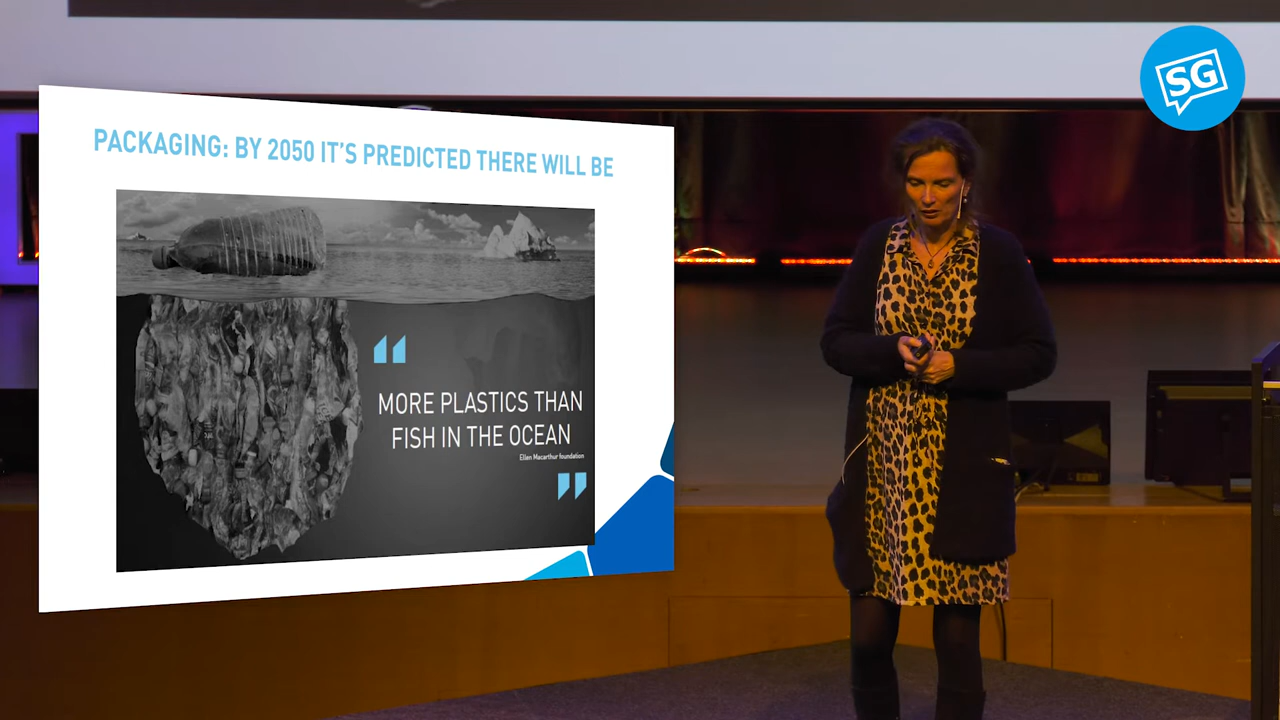 SG
PACKAGING: BY 2050 IT'S PREDICTED THERE WILL BE
MORE PLASTICS THAN
FISH IN THE OCEAN
Ellen Macarthur foundation